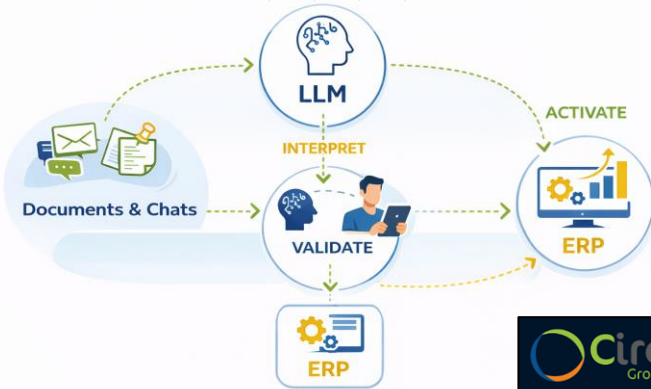 LLM
ACTIVATE
INTERPRET
Documents & Chats
VALIDATE
ERP
ERP